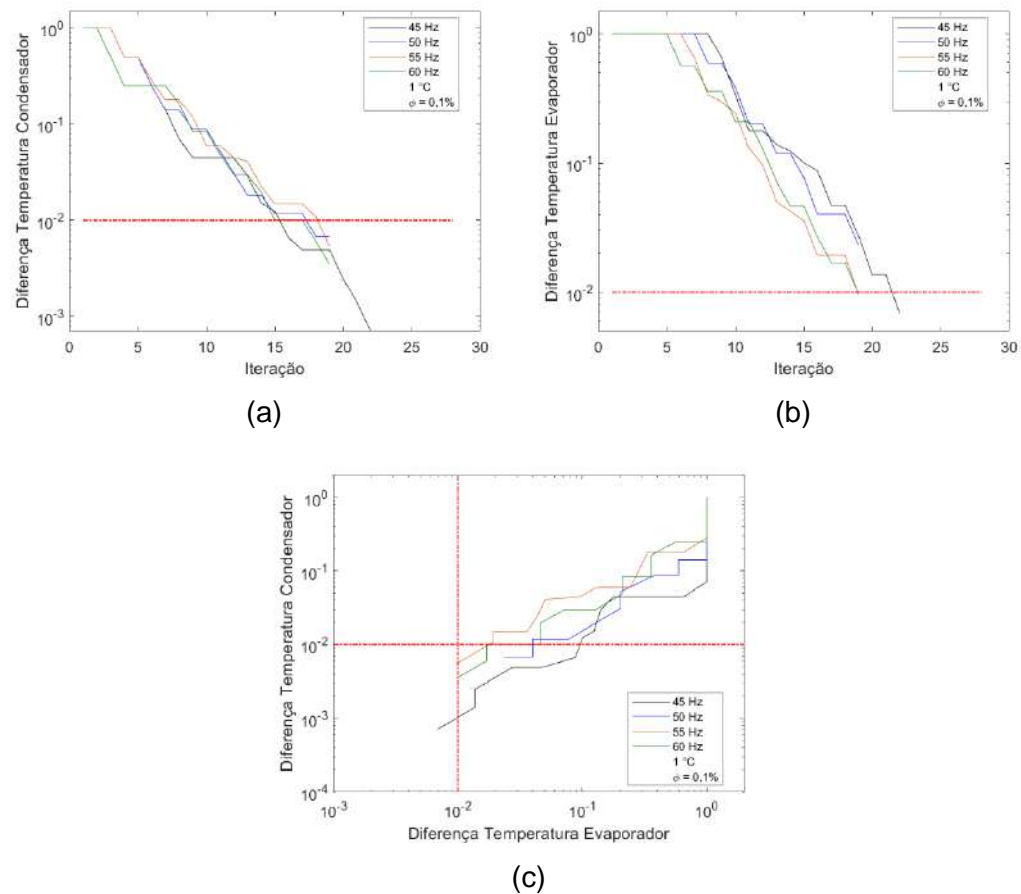 Diferença Temperatura Condensador
10^0
10^-1
10^-2
10^-3
0 5 10 15 20 25 30
Iteração
45 Hz
50 Hz
55 Hz
60 Hz
1 °C
ϕ = 0,1%
(a)
Diferença Temperatura Evaporador
10^0
10^-1
10^-2
0 5 10 15 20 25 30
Iteração
45 Hz
50 Hz
55 Hz
60 Hz
1 °C
ϕ = 0,1%
(b)
Diferença Temperatura Condensador
10^0
10^-1
10^-2
10^-3
10^-4
10^-3 10^-2 10^-1 10^0
Diferença Temperatura Evaporador
45 Hz
50 Hz
55 Hz
60 Hz
1 °C
ϕ = 0,1%
(c)